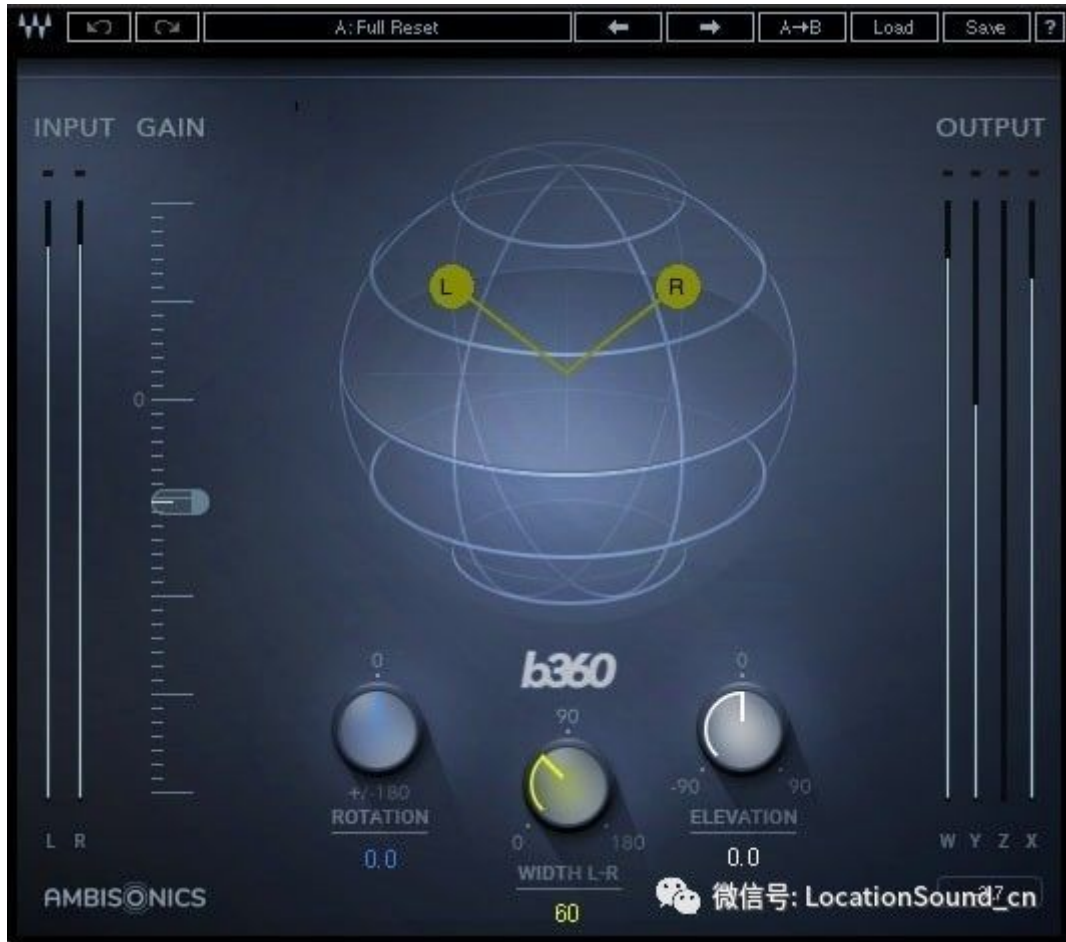 A: Full Reset
A→B
Load
Save
?
INPUT
GAIN
OUTPUT
L
R
0
b360
0
+/-180
ROTATION
0.0
90
0
180
WIDTH L-R
60
0
-90
90
ELEVATION
0.0
L R
W Y Z X
AMBISONICS
微信号: LocationSound_cn